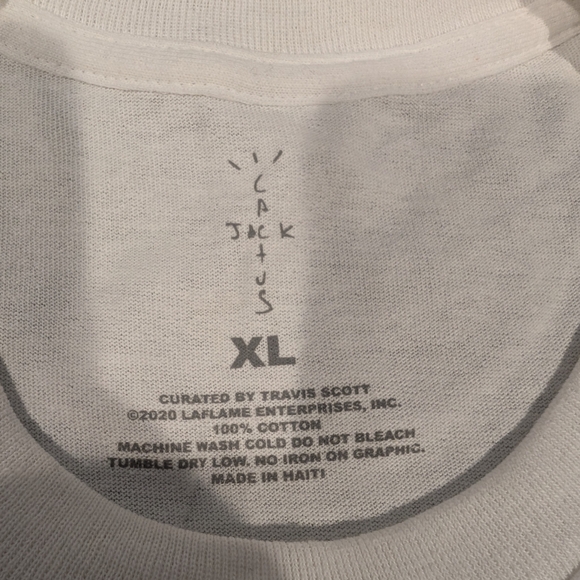 CACTUS
JACK
XL
CURATED BY TRAVIS SCOTT
©2020 LAFLAME ENTERPRISES, INC.
100% COTTON
MACHINE WASH COLD DO NOT BLEACH
TUMBLE DRY LOW. NO IRON ON GRAPHIC.
MADE IN HAITI